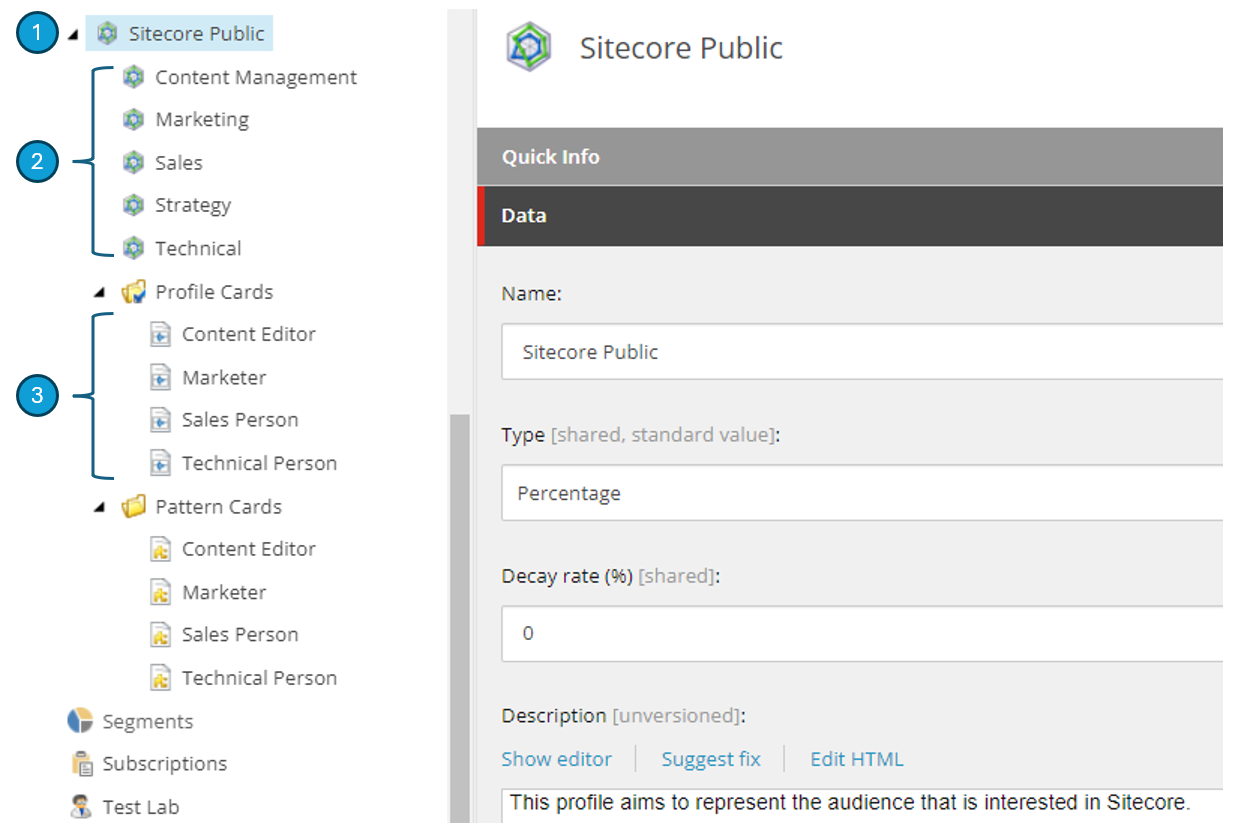 1
Sitecore Public
2
Content Management
Marketing
Sales
Strategy
Technical
Profile Cards
3
Content Editor
Marketer
Sales Person
Technical Person
Pattern Cards
Content Editor
Marketer
Sales Person
Technical Person
Segments
Subscriptions
Test Lab
Sitecore Public
Quick Info
Data
Name:
Sitecore Public
Type [shared, standard value]:
Percentage
Decay rate (%) [shared]:
0
Description [unversioned]:
Show editor Suggest fix Edit HTML
This profile aims to represent the audience that is interested in Sitecore.